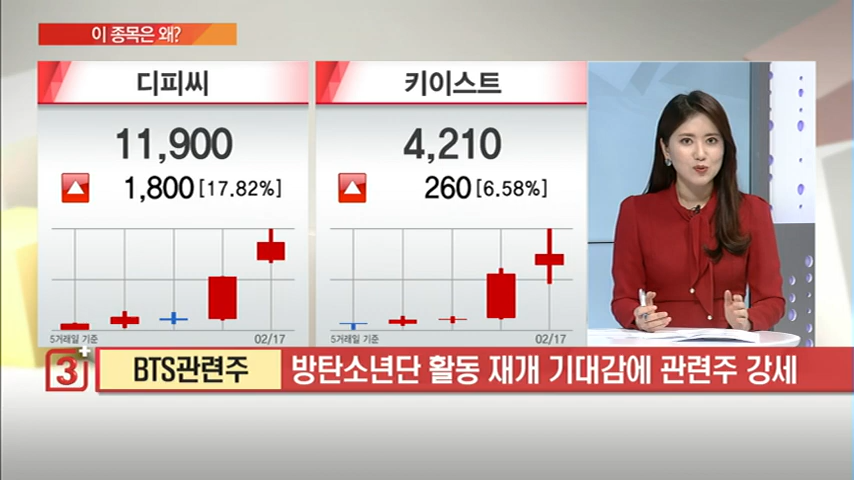 이 종목은 왜?
디피씨
11,900
1,800 [17.82%]
5거래일 기준
02/17
키이스트
4,210
260 [6.58%]
5거래일 기준
02/17
3+
BTS관련주
방탄소년단 활동 재개 기대감에 관련주 강세